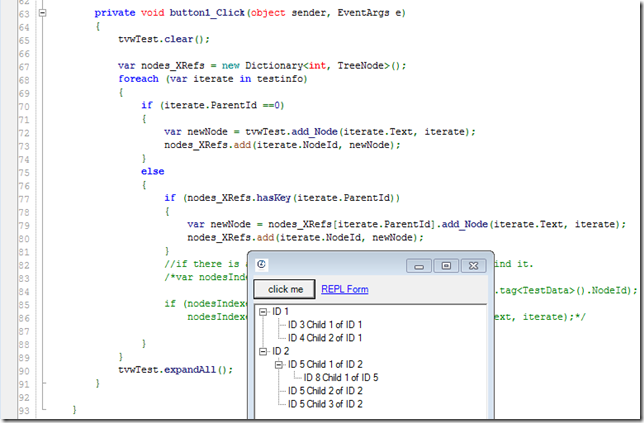 63 private void button1_Click(object sender, EventArgs e)
64 {
65 tvwTest.clear();
66
67 var nodes_XRefs = new Dictionary<int, TreeNode>();
68 foreach (var iterate in testinfo)
69 {
70 if (iterate.ParentId ==0)
71 {
72 var newNode = tvwTest.add_Node(iterate.Text, iterate);
73 nodes_XRefs.add(iterate.NodeId, newNode);
74 }
75 else
76 {
77 if (nodes_XRefs.hasKey(iterate.ParentId))
78 {
79 var newNode = nodes_XRefs[iterate.ParentId].add_Node(iterate.Text, iterate);
80 nodes_XRefs.add(iterate.NodeId, newNode);
81 }
82 //if there is ind it.
83 /*var nodesInde .tag<TestData>().NodeId);
84
85 if (nodesIndex
86 nodesIndex ext, iterate);*/
87
88 }
89 }
90 tvwTest.expandAll();
91 }
92
93 }
click me REPL Form
ID 1
ID 3 Child 1 of ID 1
ID 4 Child 2 of ID 1
ID 2
ID 5 Child 1 of ID 2
ID 8 Child 1 of ID 5
ID 5 Child 2 of ID 2
ID 5 Child 3 of ID 2